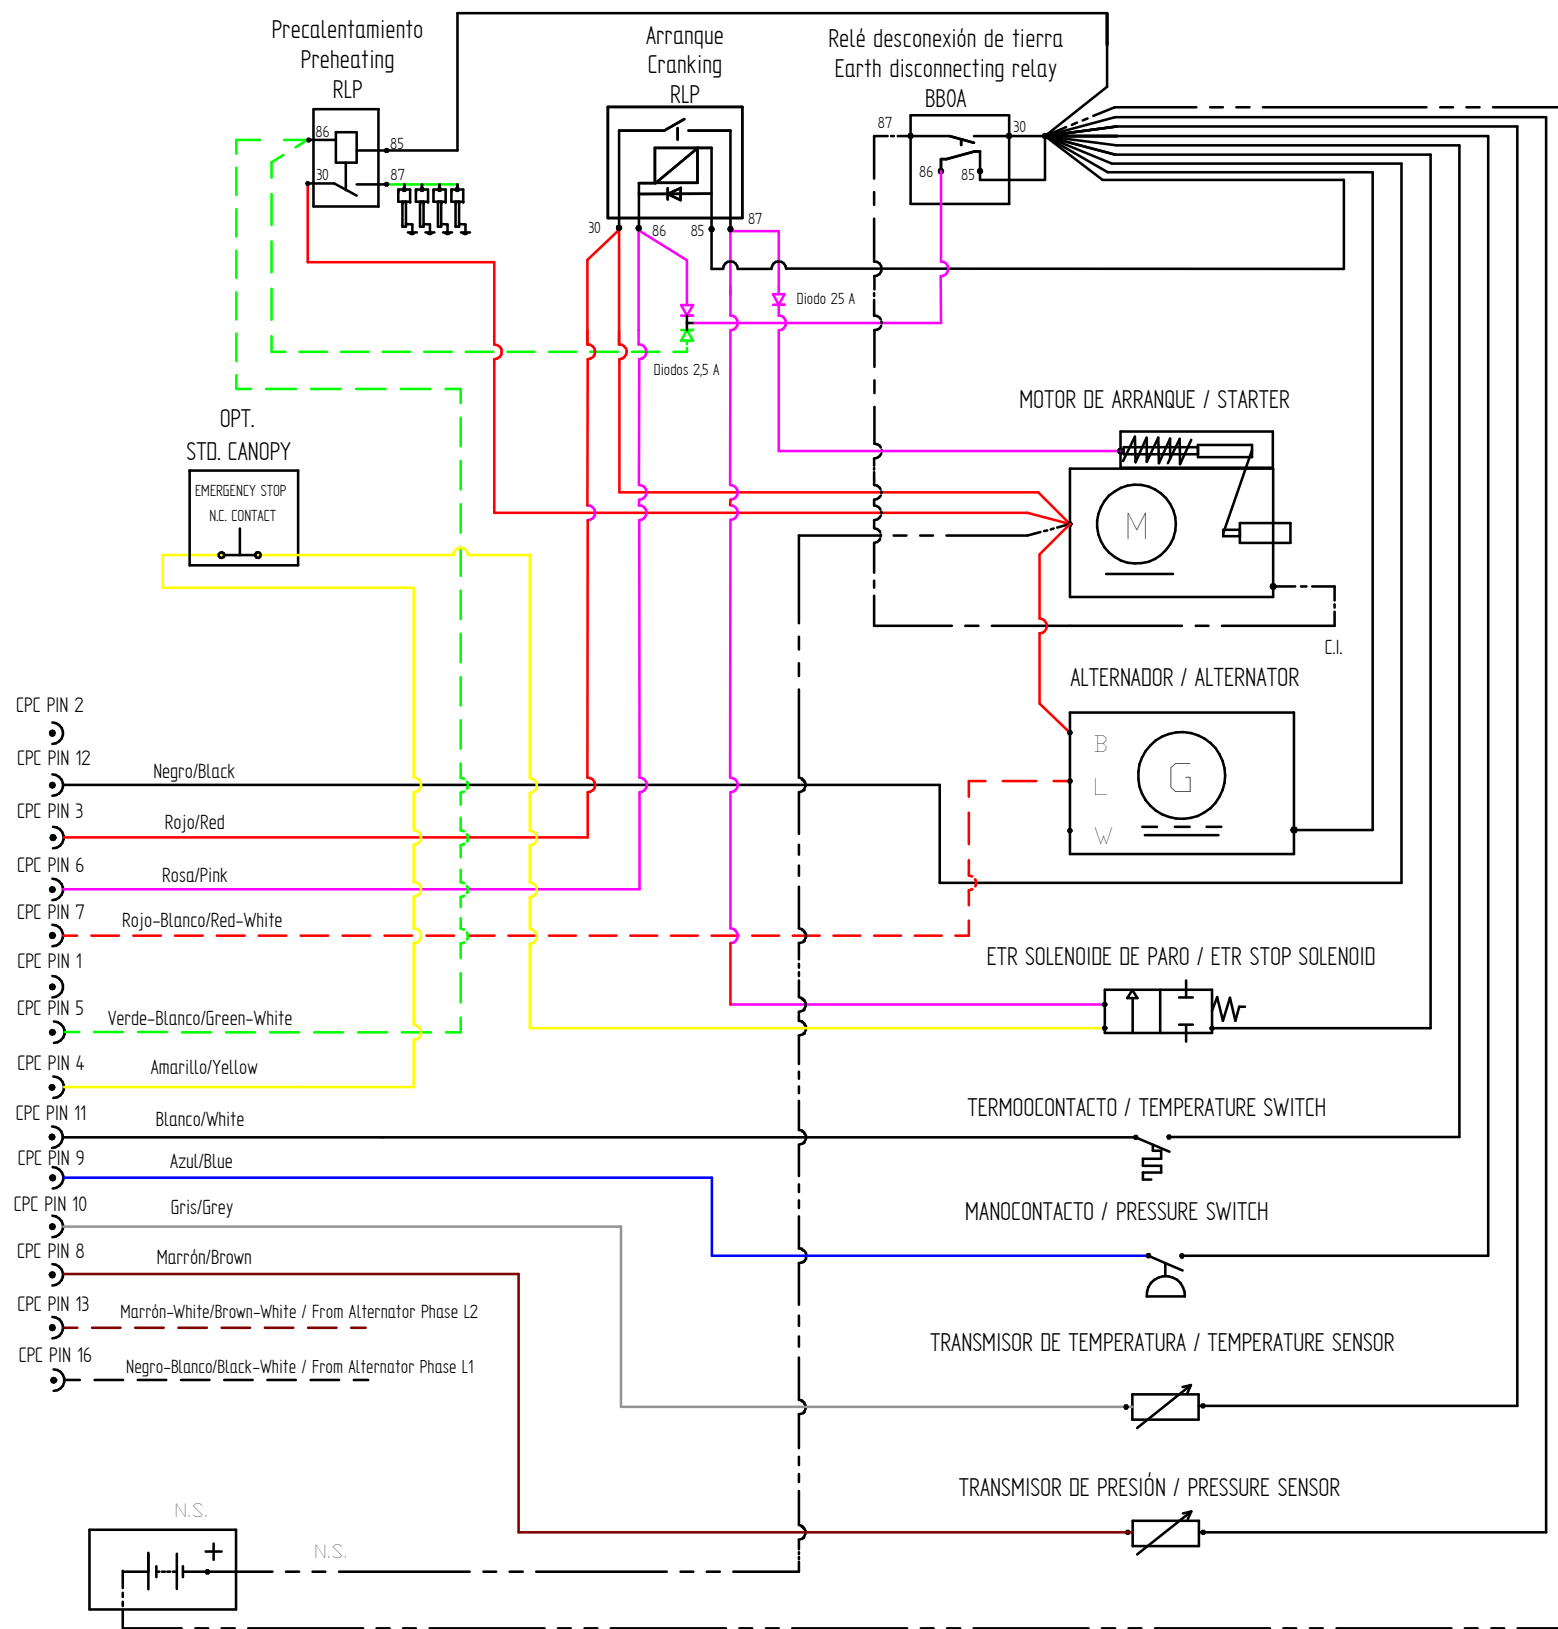 Precalentamiento
Preheating
RLP
86
85
30
87
Arranque
Cranking
RLP
30
86
85
87
Relé desconexión de tierra
Earth disconnecting relay
BBOA
87
30
86
85
Diodo 25 A
Diodos 2,5 A
OPT.
STD. CANOPY
EMERGENCY STOP
N.C. CONTACT
MOTOR DE ARRANQUE / STARTER
M
C.I.
ALTERNADOR / ALTERNATOR
B
L
W
G
CPC PIN 2
CPC PIN 12
Negro/Black
CPC PIN 3
Rojo/Red
CPC PIN 6
Rosa/Pink
CPC PIN 7
Rojo-Blanco/Red-White
CPC PIN 1
CPC PIN 5
Verde-Blanco/Green-White
CPC PIN 4
Amarillo/Yellow
CPC PIN 11
Blanco/White
CPC PIN 9
Azul/Blue
CPC PIN 10
Gris/Grey
CPC PIN 8
Marrón/Brown
CPC PIN 13
Marrón-White/Brown-White / From Alternator Phase L2
CPC PIN 16
Negro-Blanco/Black-White / From Alternator Phase L1
ETR SOLENOIDE DE PARO / ETR STOP SOLENOID
TERMOOCONTACTO / TEMPERATURE SWITCH
MANOCONTACTO / PRESSURE SWITCH
TRANSMISOR DE TEMPERATURA / TEMPERATURE SENSOR
TRANSMISOR DE PRESIÓN / PRESSURE SENSOR
N.S.
+
N.S.